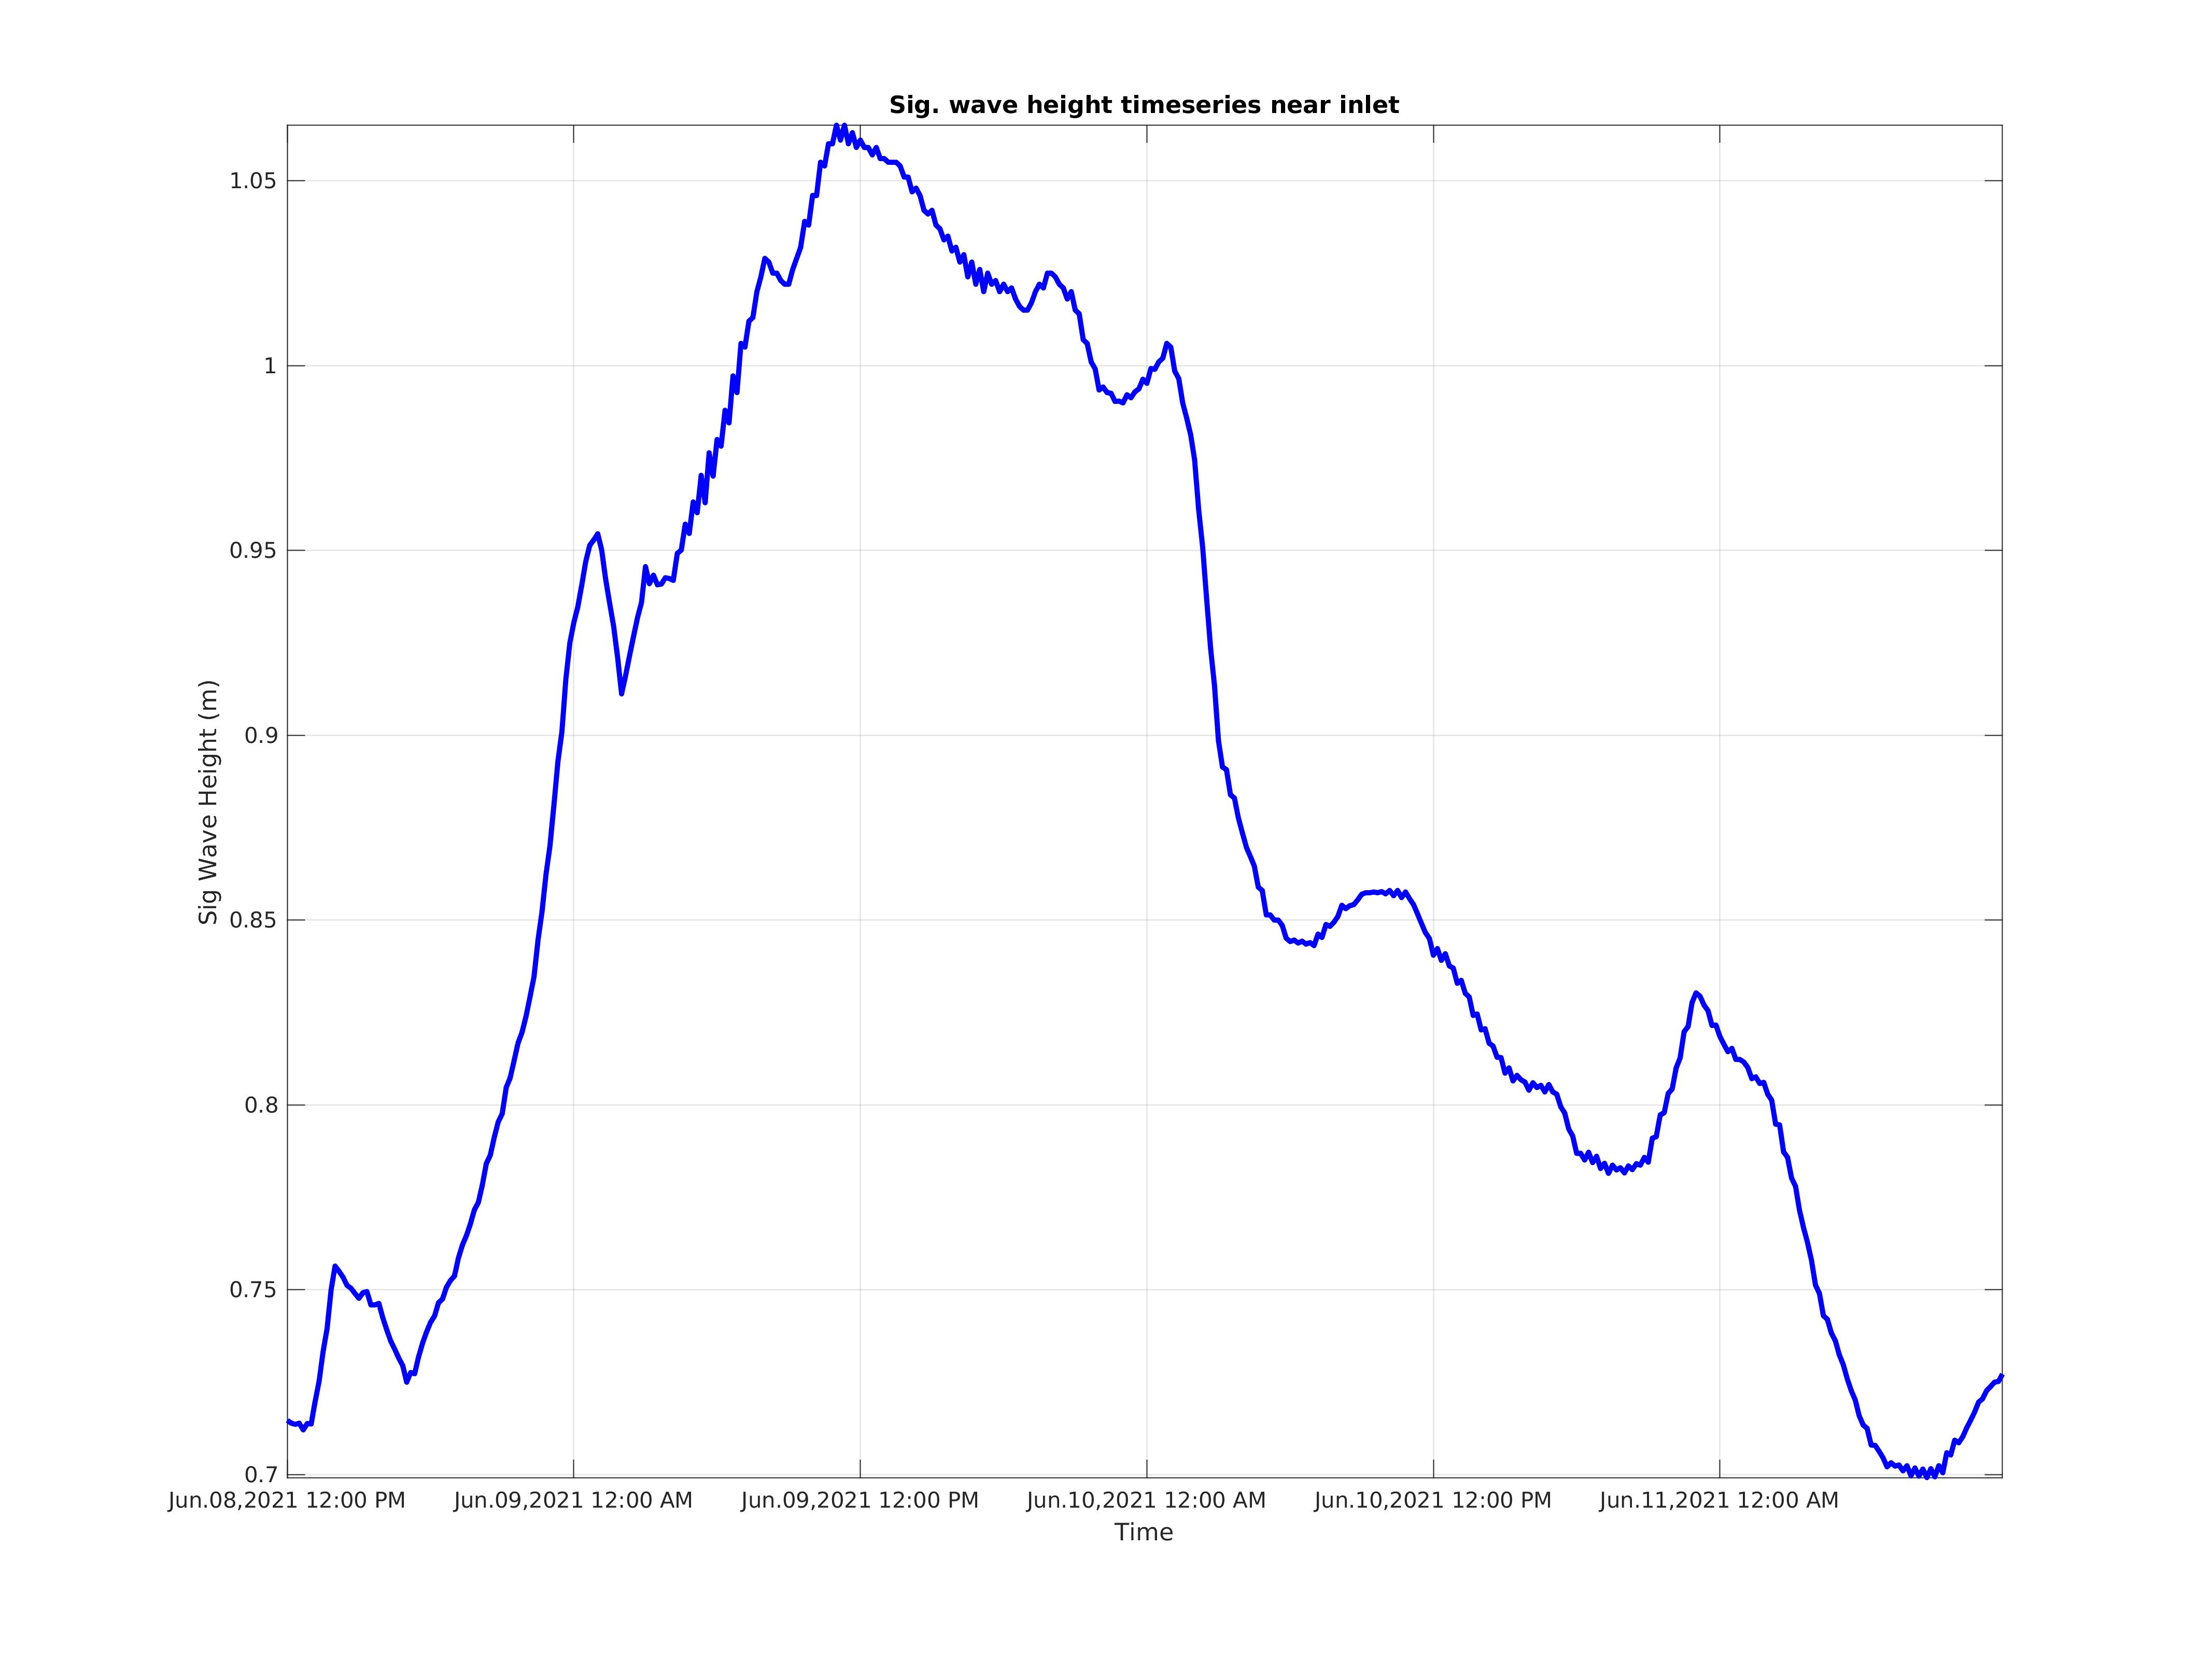 Sig. wave height timeseries near inlet
Sig Wave Height (m)
1.05
1
0.95
0.9
0.85
0.8
0.75
0.7
Jun.08,2021 12:00 PM
Jun.09,2021 12:00 AM
Jun.09,2021 12:00 PM
Jun.10,2021 12:00 AM
Jun.10,2021 12:00 PM
Jun.11,2021 12:00 AM
Time